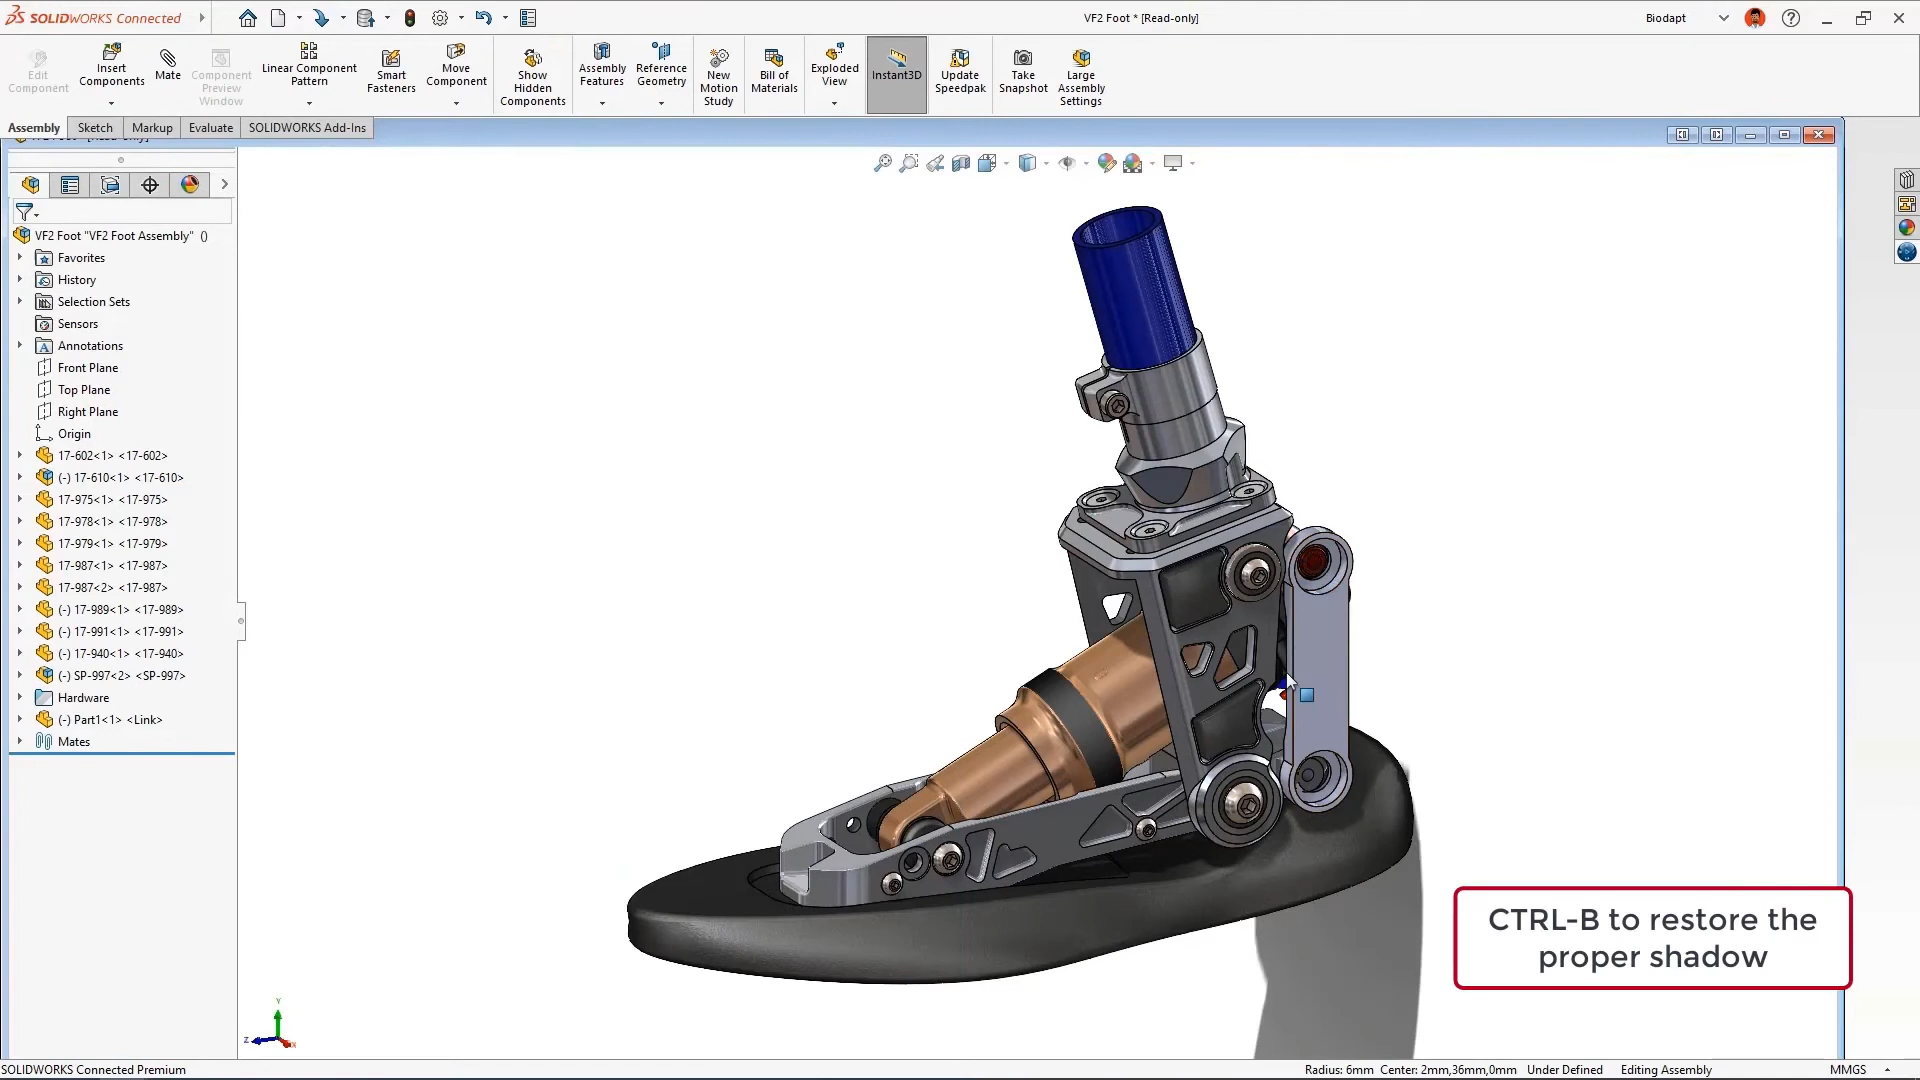 SOLIDWORKS Connected
VF2 Foot * [Read-only]
Biodapt
Edit Component
Insert Components
Mate
Component Preview Window
Linear Component Pattern
Smart Fasteners
Move Component
Show Hidden Components
Assembly Features
Reference Geometry
New Motion Study
Bill of Materials
Exploded View
Instant3D
Update Speedpak
Take Snapshot
Large Assembly Settings
Assembly
Sketch
Markup
Evaluate
SOLIDWORKS Add-Ins
VF2 Foot "VF2 Foot Assembly" ()
Favorites
History
Selection Sets
Sensors
Annotations
Front Plane
Top Plane
Right Plane
Origin
17-602<1> <17-602>
(-) 17-610<1> <17-610>
17-975<1> <17-975>
17-978<1> <17-978>
17-979<1> <17-979>
17-987<1> <17-987>
17-987<2> <17-987>
(-) 17-989<1> <17-989>
(-) 17-991<1> <17-991>
(-) 17-940<1> <17-940>
(-) SP-997<2> <SP-997>
Hardware
(-) Part1<1> <Link>
Mates
CTRL-B to restore the
proper shadow
Y
Z
SOLIDWORKS Connected Premium
Radius: 6mm Center: 2mm,36mm,0mm
Under Defined
Editing Assembly
MMGS